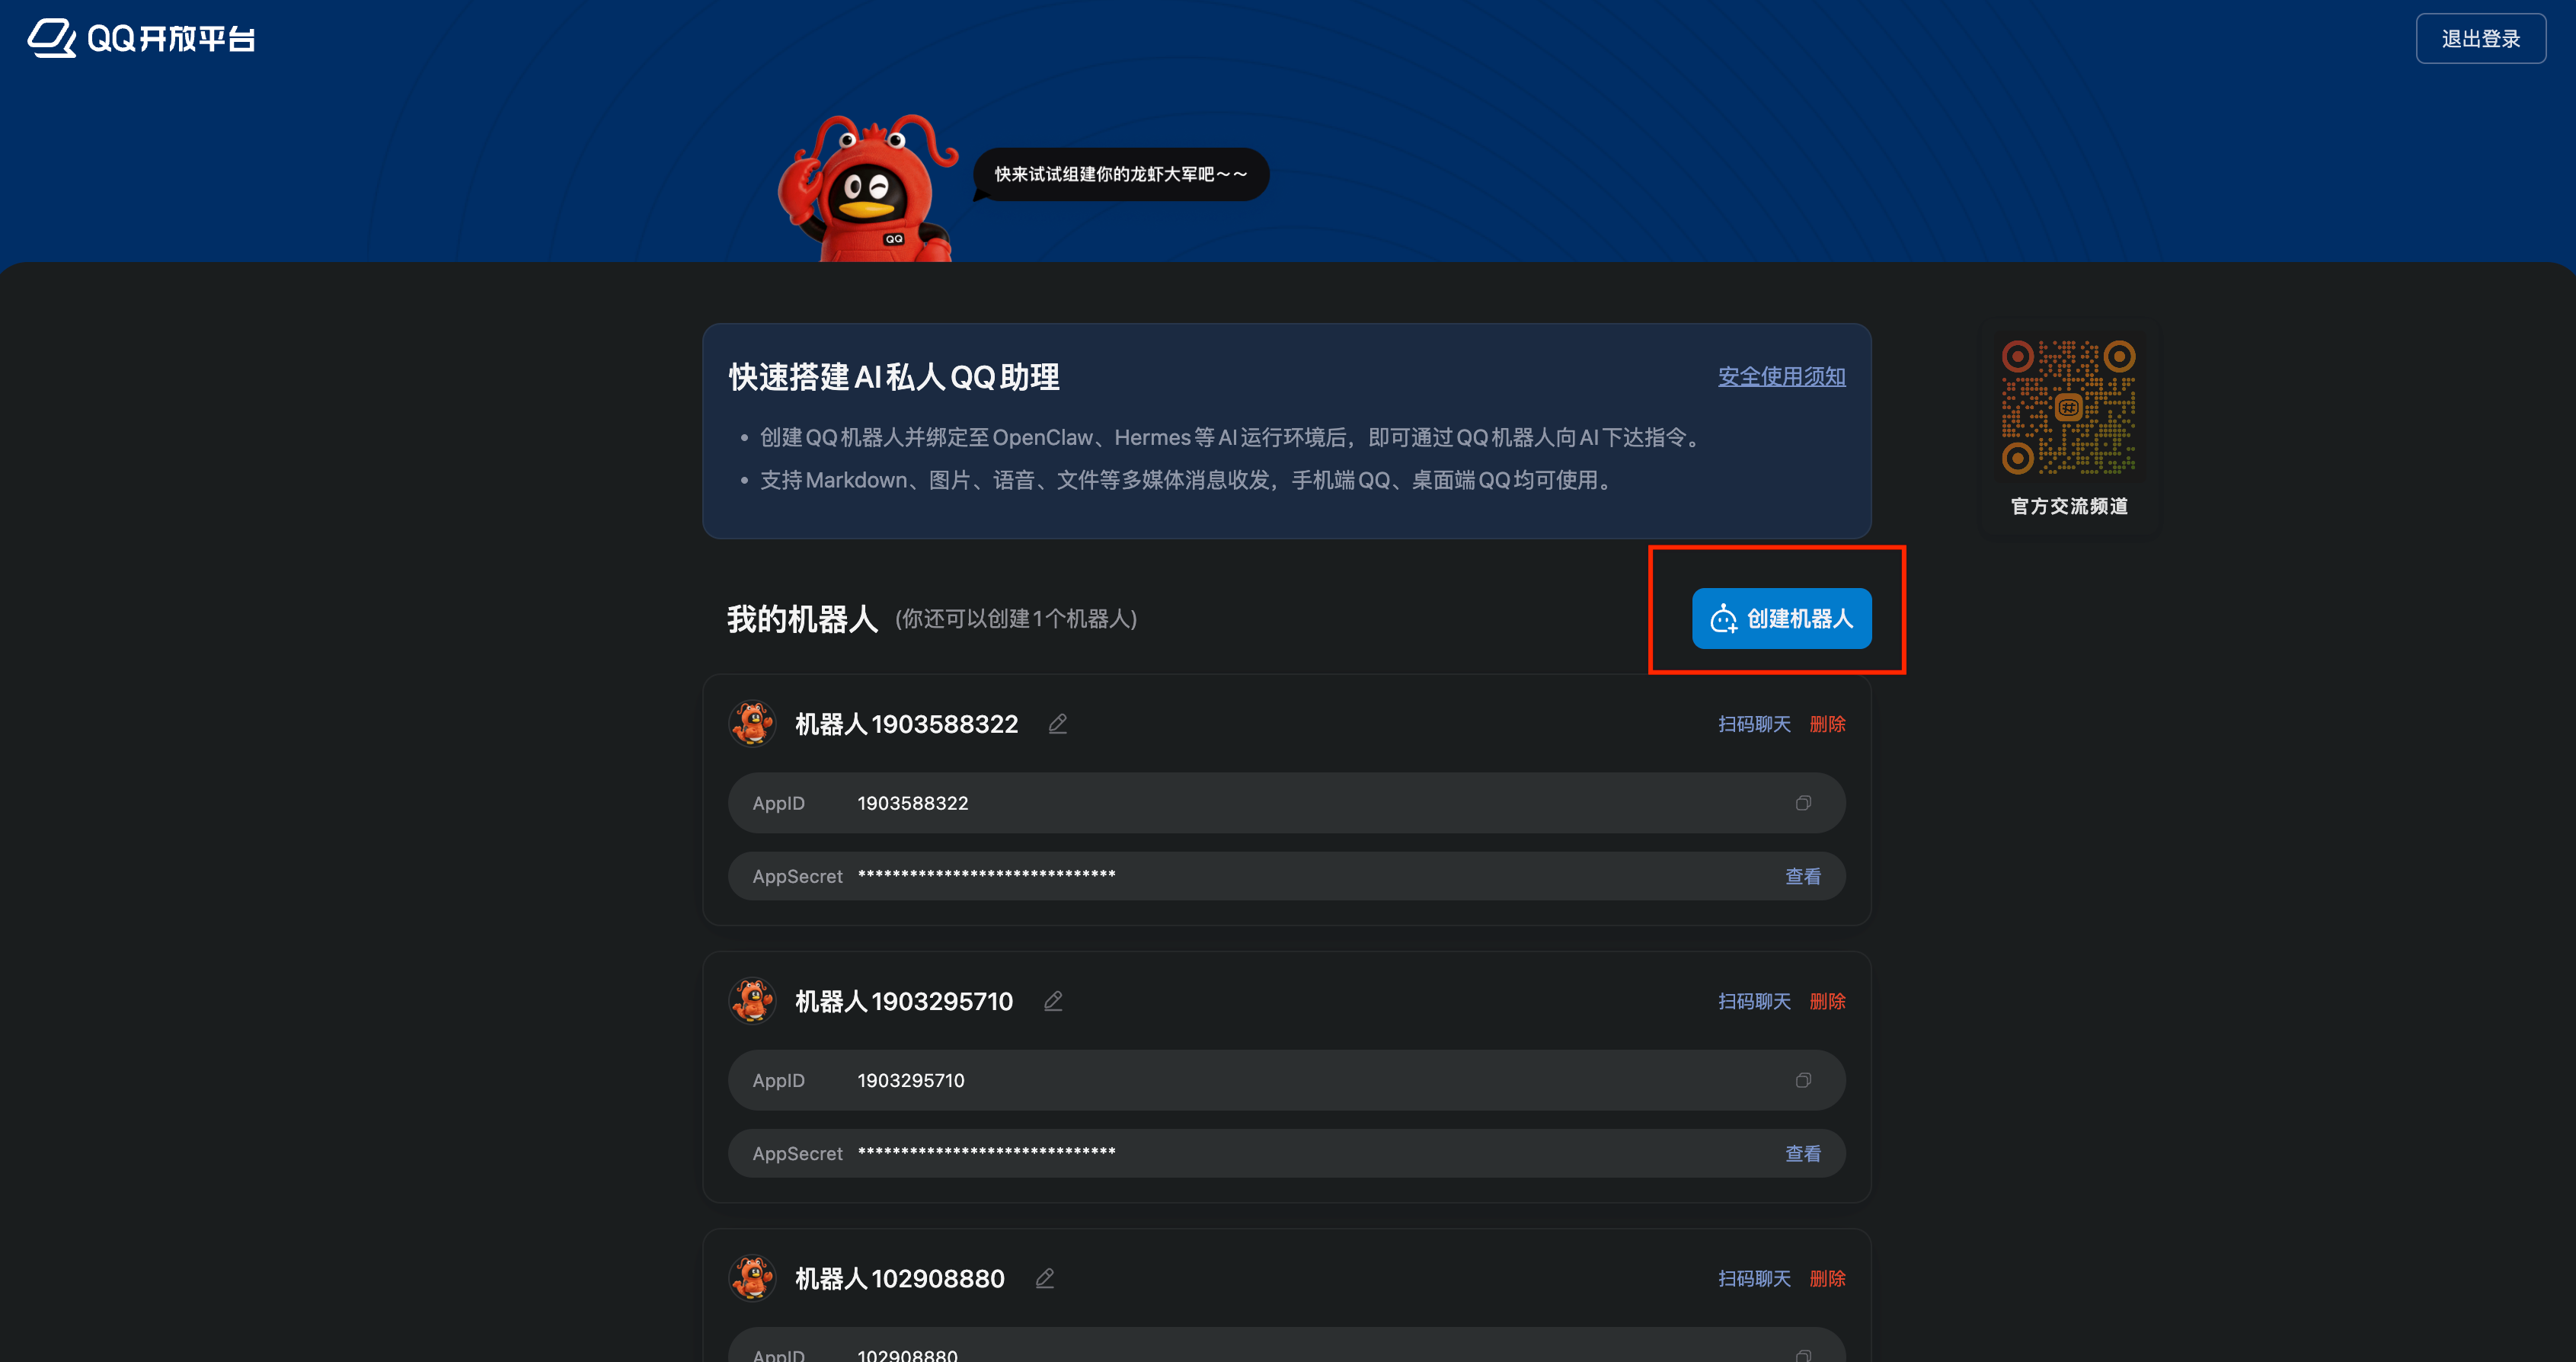 QQ开放平台
退出登录
快来试试组建你的龙虾大军吧～～
QQ
快速搭建AI私人QQ助理
安全使用须知
• 创建QQ机器人并绑定至OpenClaw、Hermes等AI运行环境后，即可通过QQ机器人向AI下达指令。
• 支持Markdown、图片、语音、文件等多媒体消息收发，手机端QQ、桌面端QQ均可使用。
官方交流频道
我的机器人 (你还可以创建1个机器人)
创建机器人
机器人1903588322
扫码聊天 删除
AppID 1903588322
AppSecret ******************************
查看
机器人1903295710
扫码聊天 删除
AppID 1903295710
AppSecret ******************************
查看
机器人102908880
扫码聊天 删除
AppID 102908880